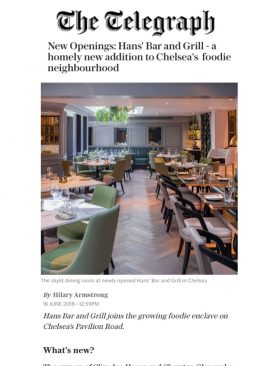 The Telegraph
New Openings: Hans' Bar and Grill - a
homely new addition to Chelsea's foodie
neighbourhood
The skylit dining room at newly opened Hans' Bar and Grill in Chelsea
By Hilary Armstrong
18 JUNE 2018 • 12:59PM
Hans Bar and Grill joins the growing foodie enclave on
Chelsea's Pavilion Road.
What's new?